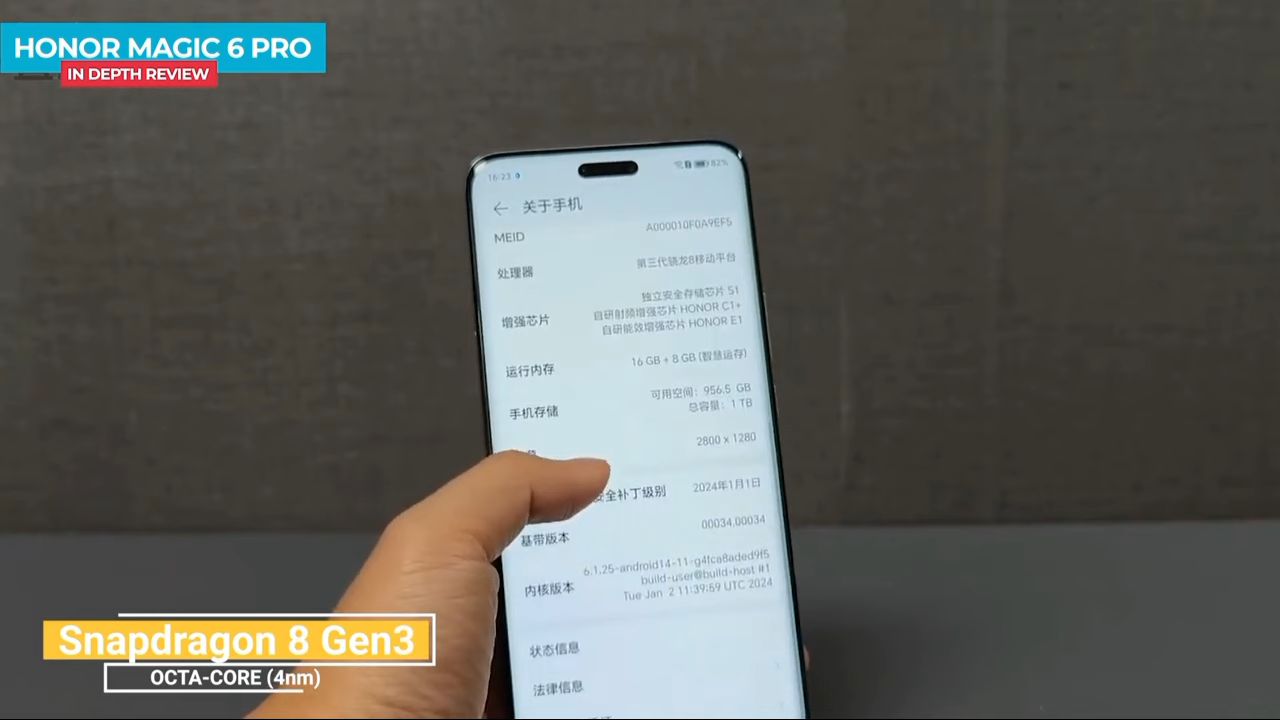 HONOR MAGIC 6 PRO
IN DEPTH REVIEW
16:23
82%
← 关于手机
MEID A000010F0A9EF5
处理器 第三代骁龙8移动平台
增强芯片 独立安全存储芯片 S1
自研射频增强芯片 HONOR C1+
自研能效增强芯片 HONOR E1
运行内存 16 GB + 8 GB (智慧运存)
手机存储 可用空间: 956.5 GB
总容量: 1 TB
2800 x 1280
安全补丁级别 2024年1月1日
基带版本 00034,00034
内核版本 6.1.25-android14-11-g4fca8aded9f5
build-user@build-host #1
Tue Jan 2 11:39:59 UTC 2024
状态信息
法律信息
Snapdragon 8 Gen3
OCTA-CORE (4nm)